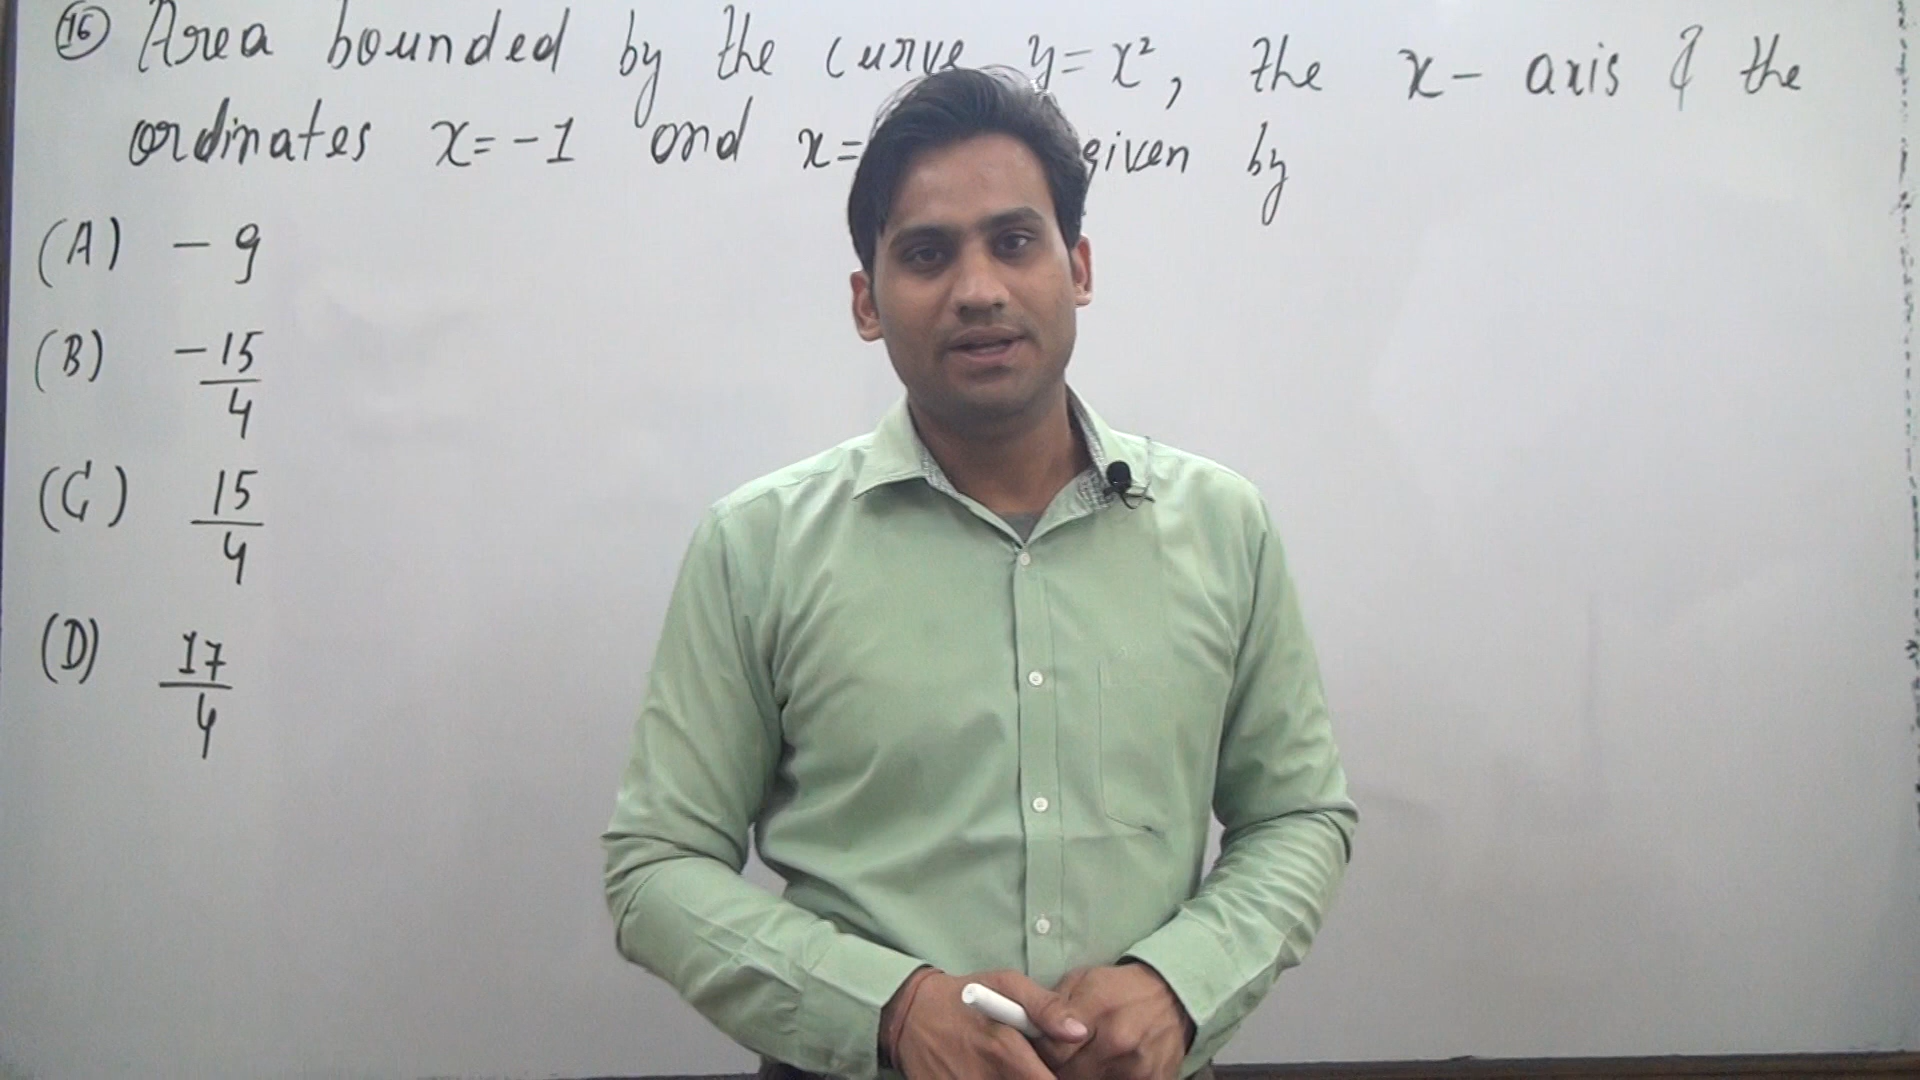 16 Area bounded by the curve y = x², the x - axis & the
ordinates x = -1 and x= given by
(A) - 9
(B) -15/4
(C) 15/4
(D) 17/4